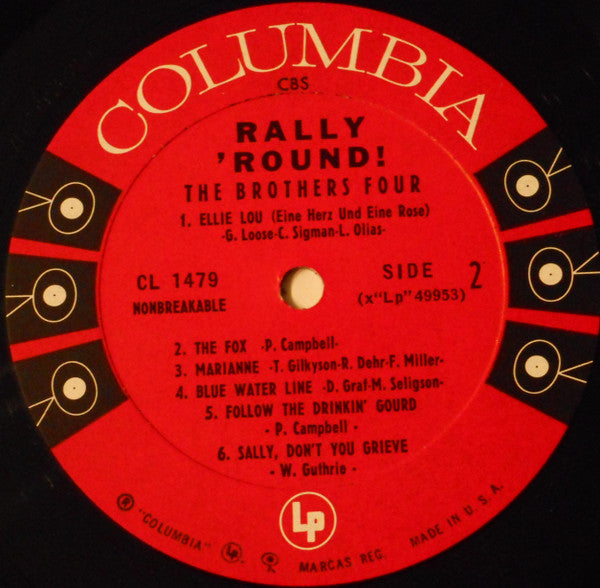 COLUMBIA
CBS
RALLY
'ROUND!
THE BROTHERS FOUR
1. ELLIE LOU (Eine Herz Und Eine Rose)
-G. Loose-C. Sigman-L. Olias-
CL 1479
NONBREAKABLE
SIDE 2
(x"Lp" 49953)
2. THE FOX -P. Campbell-
3. MARIANNE -T. Gilkyson-R. Dehr-F. Miller-
4. BLUE WATER LINE -D. Graf-M. Seligson-
5. FOLLOW THE DRINKIN' GOURD
- P. Campbell -
6. SALLY, DON'T YOU GRIEVE
- W. Guthrie -
Lp
® "COLUMBIA" Lp MARCAS REG. MADE IN U.S.A.